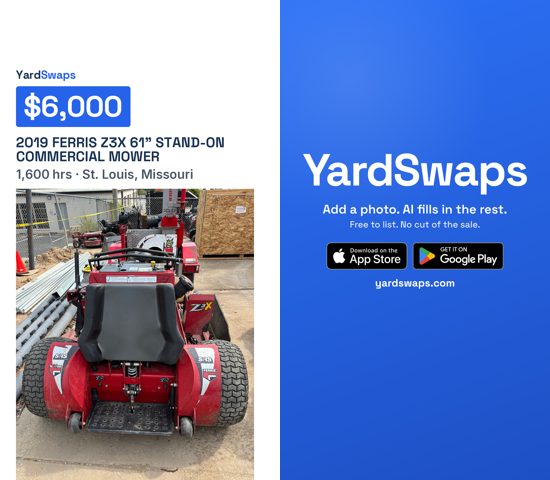 YardSwaps
$6,000
2019 FERRIS Z3X 61” STAND-ON
COMMERCIAL MOWER
1,600 hrs · St. Louis, Missouri
Z3X
YardSwaps
Add a photo. AI fills in the rest.
Free to list. No cut of the sale.
Download on the
App Store
GET IT ON
Google Play
yardswaps.com